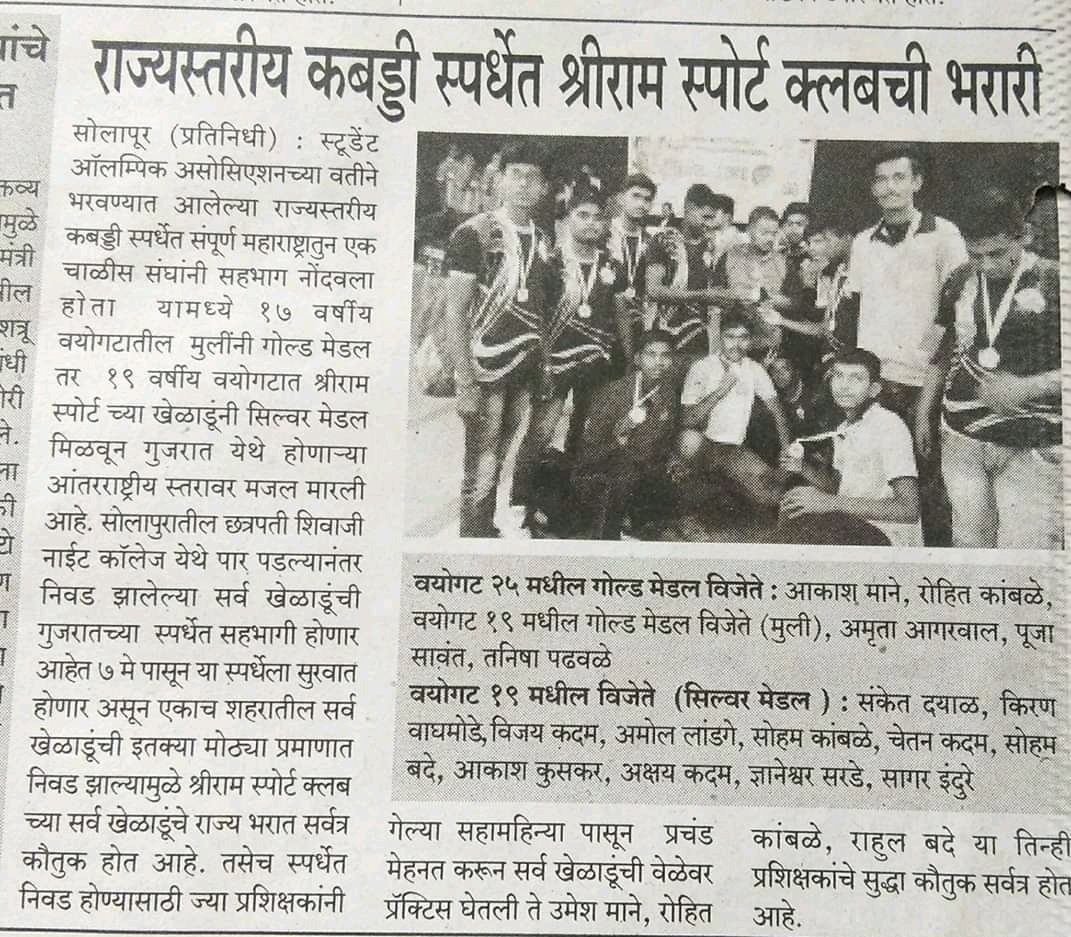 राज्यस्तरीय कबड्डी स्पर्धेत श्रीराम स्पोर्ट क्लबची भरारी
सोलापूर (प्रतिनिधी) : स्टूडेंट
ऑलम्पिक असोसिएशनच्या वतीने
भरवण्यात आलेल्या राज्यस्तरीय
कबड्डी स्पर्धेत संपूर्ण महाराष्ट्रातुन एक
चाळीस संघांनी सहभाग नोंदवला
होता यामध्ये १७ वर्षीय
वयोगटातील मुलींनी गोल्ड मेडल
तर १९ वर्षीय वयोगटात श्रीराम
स्पोर्ट च्या खेळाडूंनी सिल्वर मेडल
मिळवून गुजरात येथे होणाऱ्या
आंतरराष्ट्रीय स्तरावर मजल मारली
आहे. सोलापुरातील छत्रपती शिवाजी
नाईट कॉलेज येथे पार पडल्यानंतर
निवड झालेल्या सर्व खेळाडूंची
गुजरातच्या स्पर्धेत सहभागी होणार
आहेत ७ मे पासून या स्पर्धेला सुरवात
होणार असून एकाच शहरातील सर्व
खेळाडूंची इतक्या मोठ्या प्रमाणात
निवड झाल्यामुळे श्रीराम स्पोर्ट क्लब
च्या सर्व खेळाडूंचे राज्य भरात सर्वत्र
कौतुक होत आहे. तसेच स्पर्धेत
निवड होण्यासाठी ज्या प्रशिक्षकांनी
वयोगट २५ मधील गोल्ड मेडल विजेते : आकाश माने, रोहित कांबळे,
वयोगट १९ मधील गोल्ड मेडल विजेते (मुली), अमृता आगरवाल, पूजा
सावंत, तनिषा पढवळे
वयोगट १९ मधील विजेते (सिल्वर मेडल ) : संकेत दयाळ, किरण
वाघमोडे, विजय कदम, अमोल लांडगे, सोहम कांबळे, चेतन कदम, सोहम
बदे, आकाश कुसकर, अक्षय कदम, ज्ञानेश्वर सरडे, सागर इंदुरे
गेल्या सहामहिन्या पासून प्रचंड
मेहनत करून सर्व खेळाडूंची वेळेवर
प्रॅक्टिस घेतली ते उमेश माने, रोहित
कांबळे, राहुल बदे या तिन्ही
प्रशिक्षकांचे सुद्धा कौतुक सर्वत्र होत
आहे.